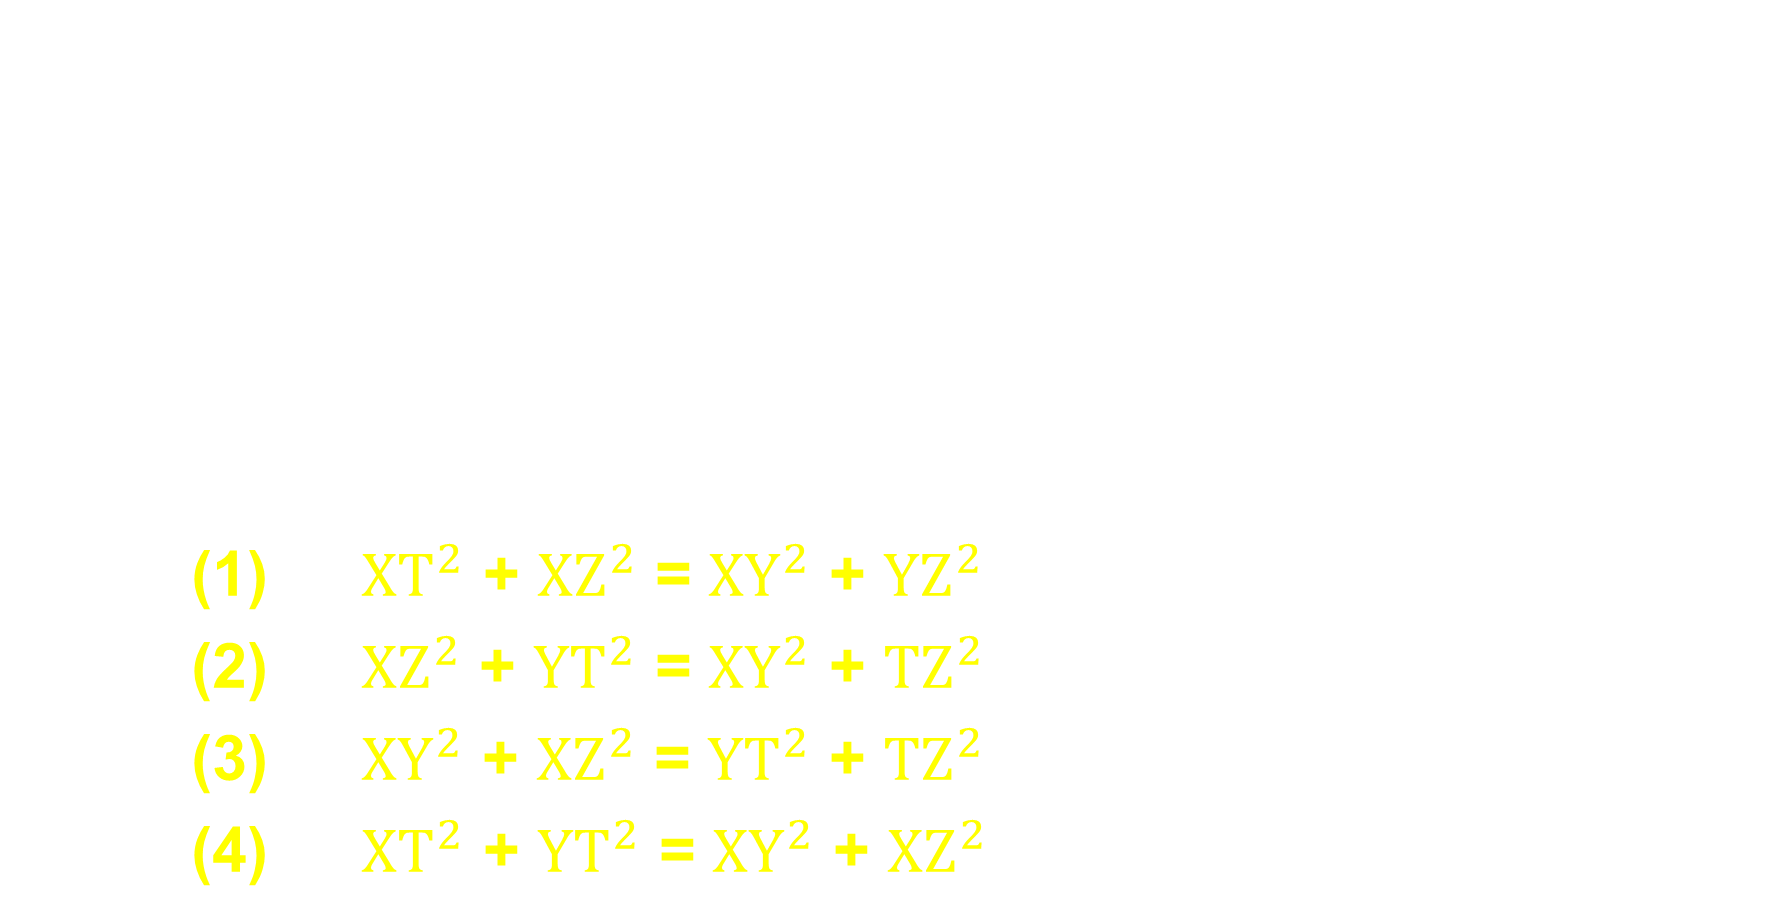 (1) XT² + XZ² = XY² + YZ²
(2) XZ² + YT² = XY² + TZ²
(3) XY² + XZ² = YT² + TZ²
(4) XT² + YT² = XY² + XZ²